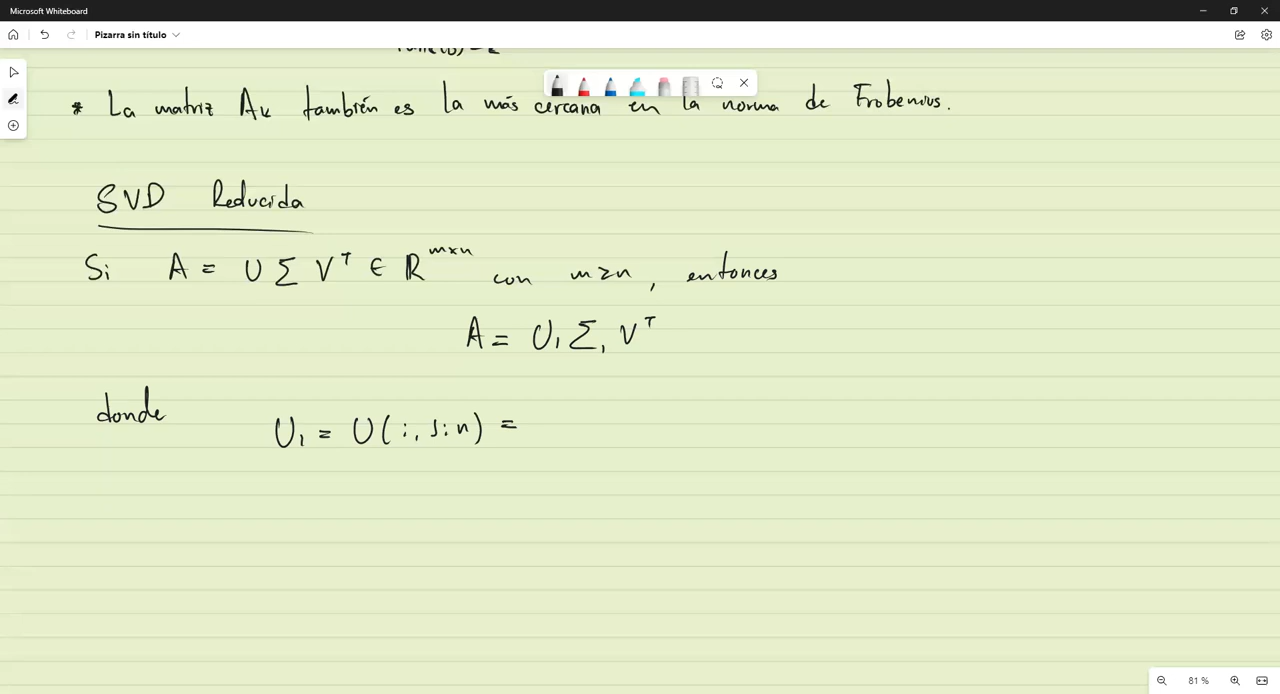 Microsoft Whiteboard
Pizarra sin título
* La matriz Ak también es la más cercana en la norma de Frobenius.
SVD Reducida
Si A = U Σ V^T ∈ R^{m×n} con m≥n, entonces
A = U₁ Σ₁ V^T
donde
U₁ = U(:, 1:n) =
81 %